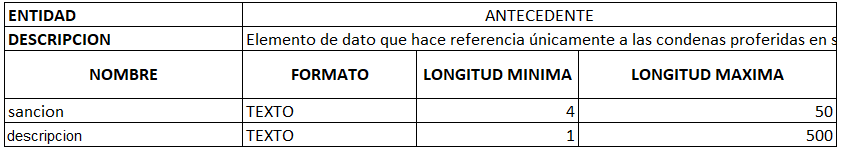 ENTIDAD ANTECEDENTE
DESCRIPCION Elemento de dato que hace referencia únicamente a las condenas proferidas en s
NOMBRE FORMATO LONGITUD MINIMA LONGITUD MAXIMA
sancion TEXTO 4 50
descripcion TEXTO 1 500